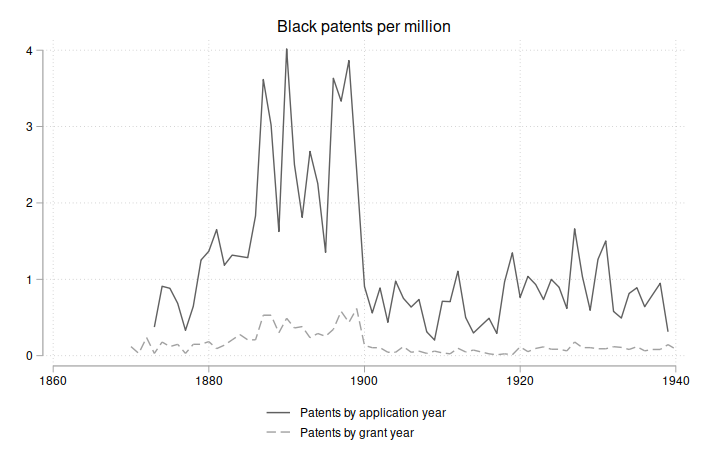 Black patents per million
4
3
2
1
0
1860 1880 1900 1920 1940
Patents by application year
Patents by grant year